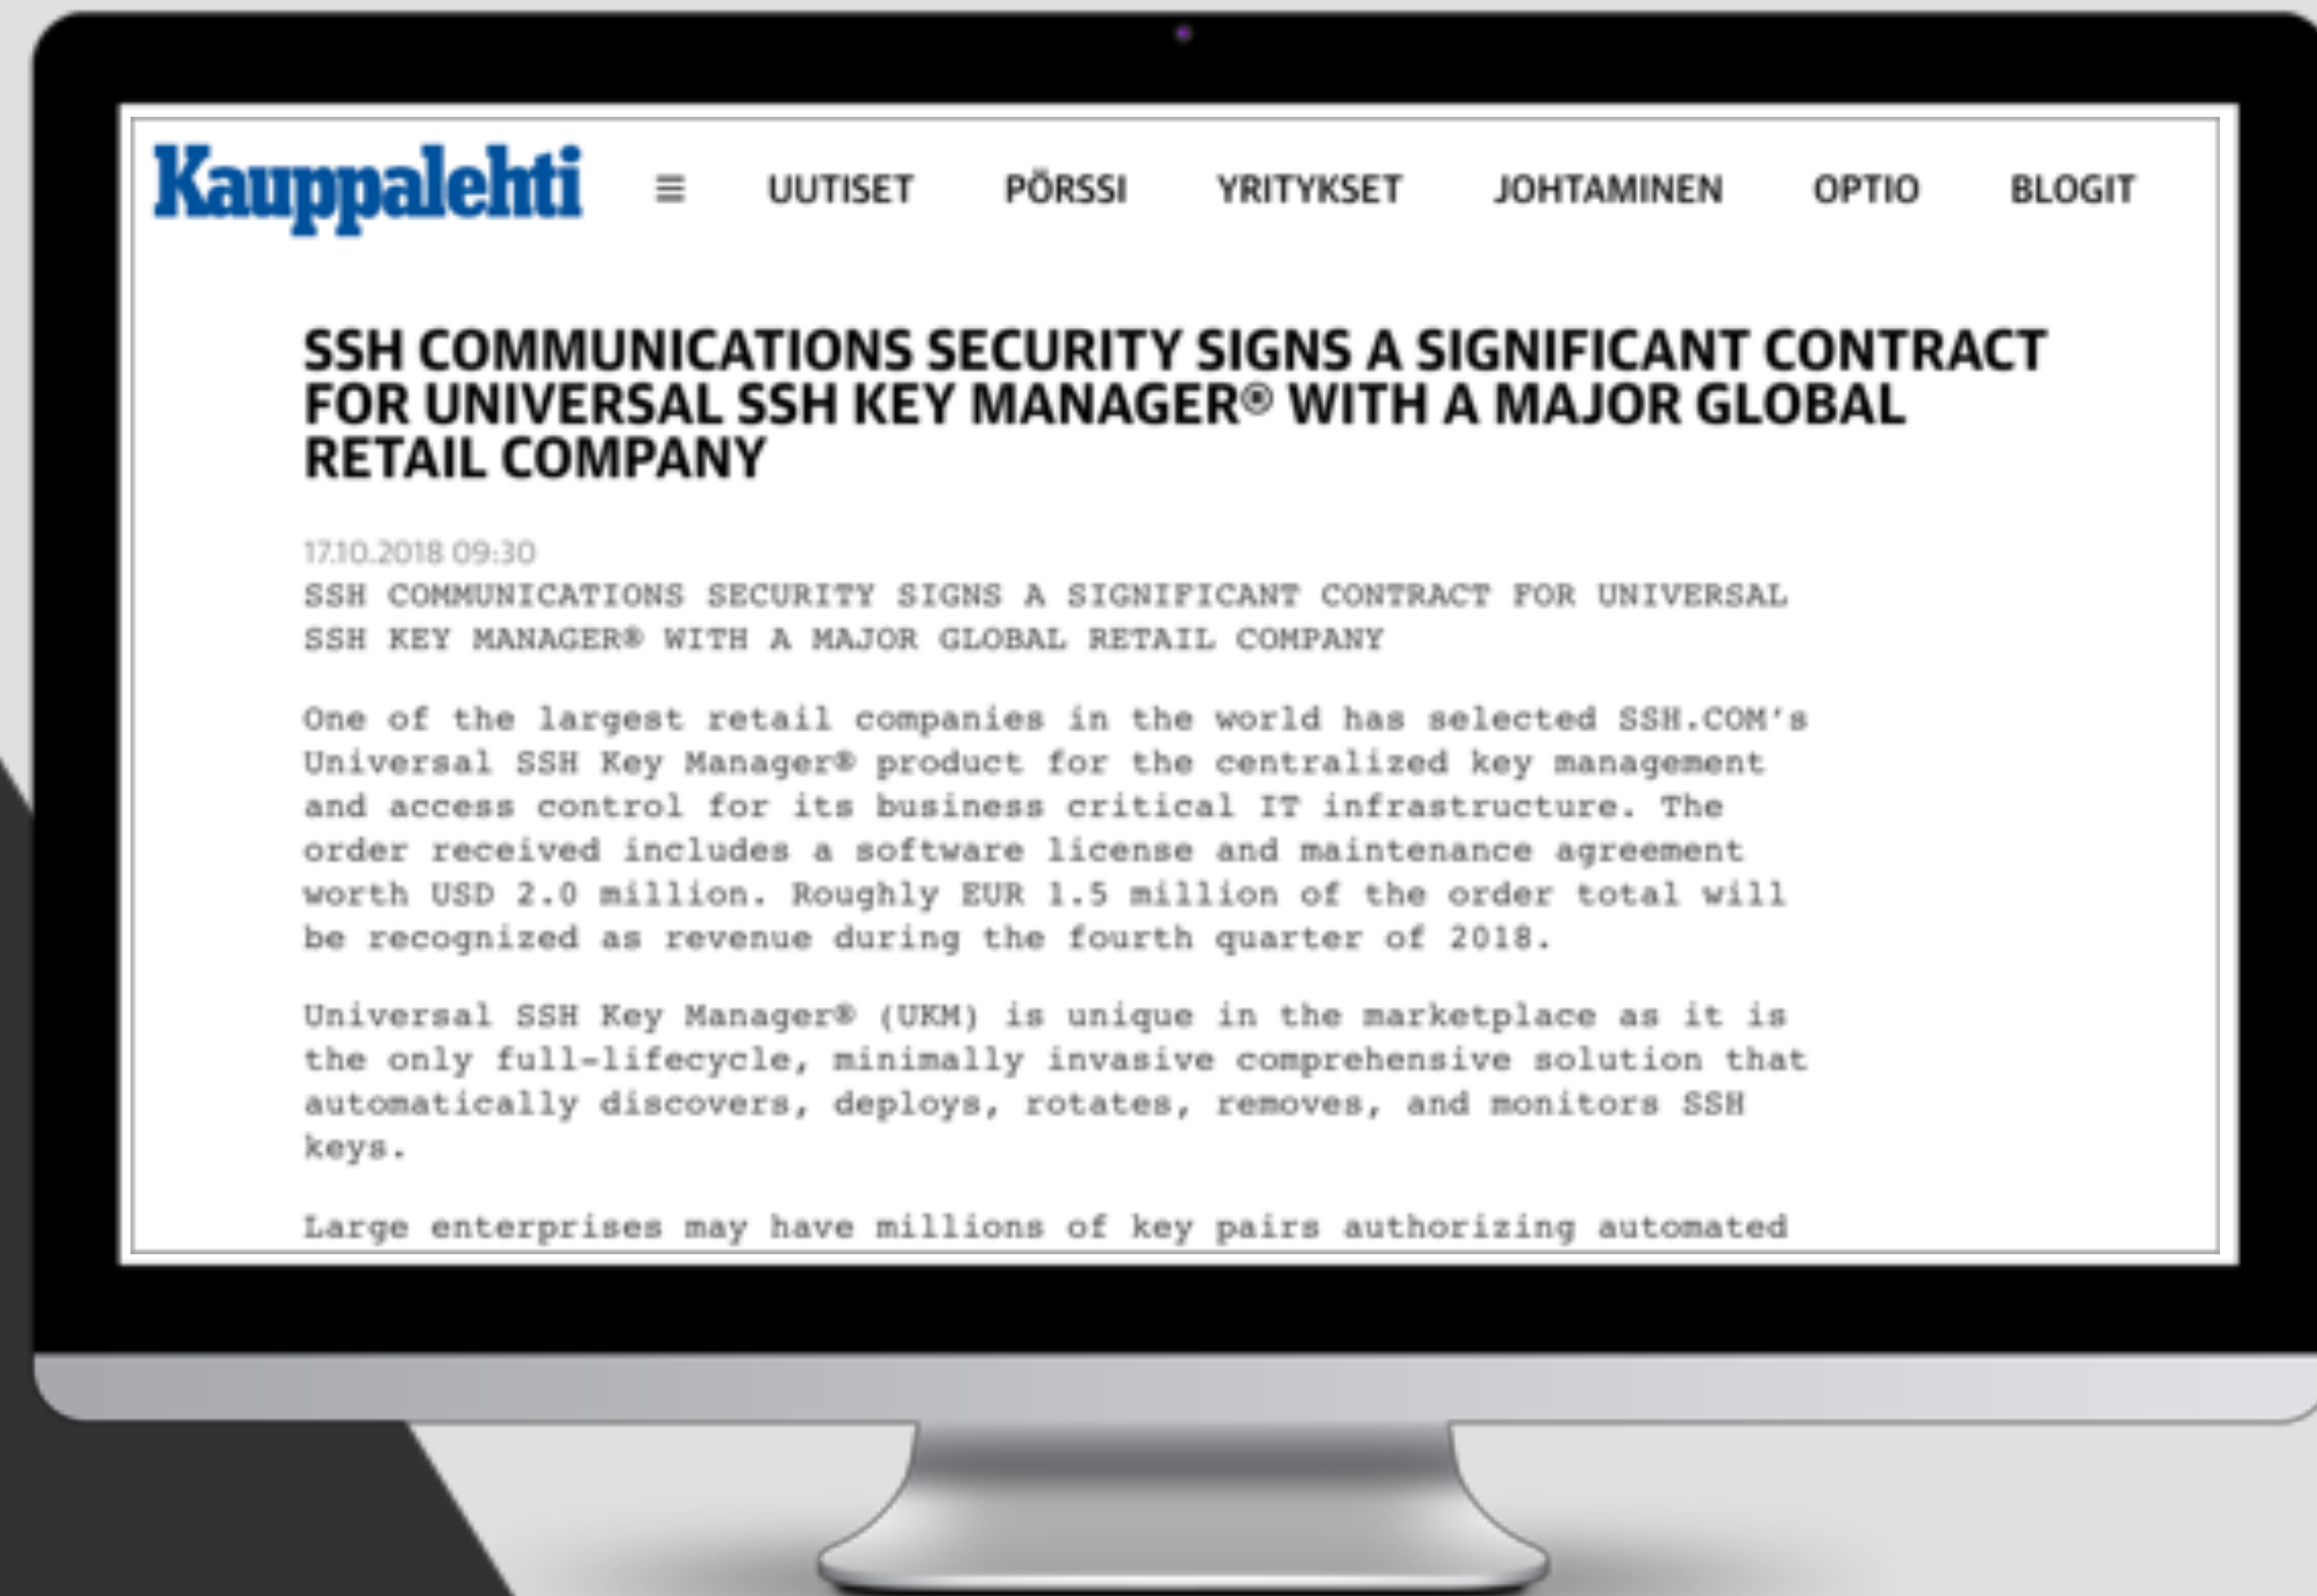 Kauppalehti ≡ UUTISET PÖRSSI YRITYKSET JOHTAMINEN OPTIO BLOGIT
SSH COMMUNICATIONS SECURITY SIGNS A SIGNIFICANT CONTRACT
FOR UNIVERSAL SSH KEY MANAGER® WITH A MAJOR GLOBAL
RETAIL COMPANY
17.10.2018 09:30
SSH COMMUNICATIONS SECURITY SIGNS A SIGNIFICANT CONTRACT FOR UNIVERSAL
SSH KEY MANAGER® WITH A MAJOR GLOBAL RETAIL COMPANY
One of the largest retail companies in the world has selected SSH.COM’s
Universal SSH Key Manager® product for the centralized key management
and access control for its business critical IT infrastructure. The
order received includes a software license and maintenance agreement
worth USD 2.0 million. Roughly EUR 1.5 million of the order total will
be recognized as revenue during the fourth quarter of 2018.
Universal SSH Key Manager® (UKM) is unique in the marketplace as it is
the only full-lifecycle, minimally invasive comprehensive solution that
automatically discovers, deploys, rotates, removes, and monitors SSH
keys.
Large enterprises may have millions of key pairs authorizing automated